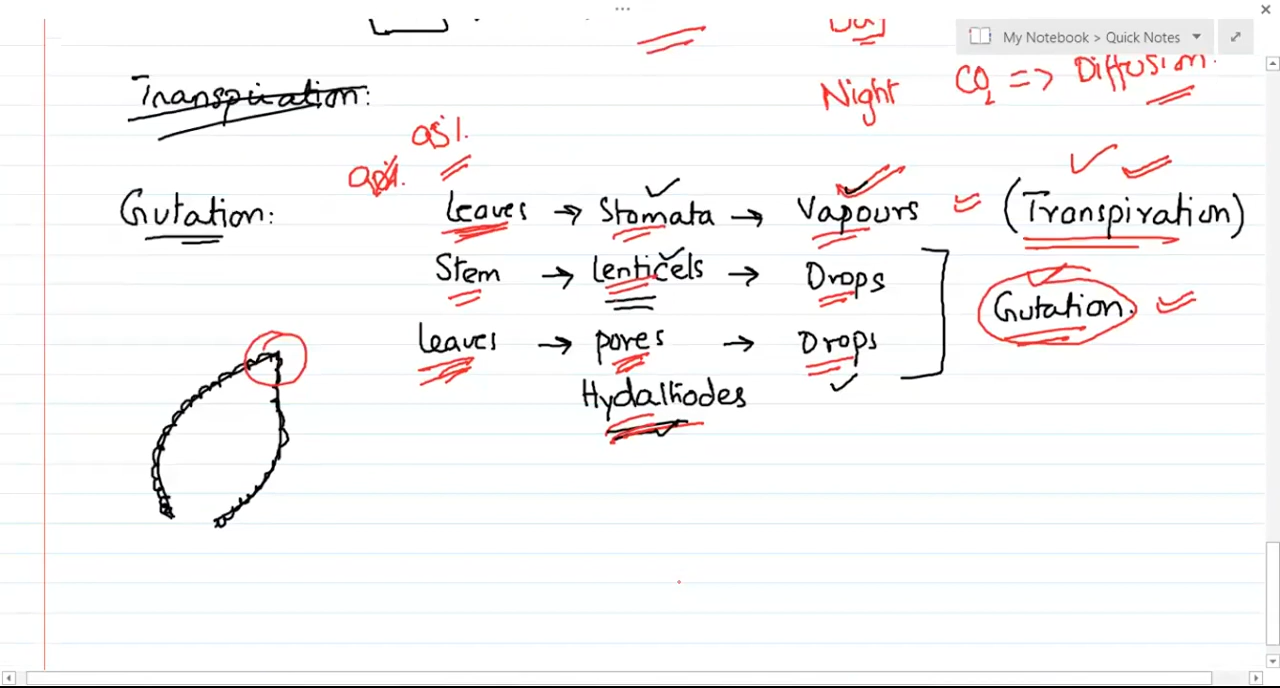 My Notebook > Quick Notes
Night CO2 => Diffusion.
Transpiration:
Gutation: leaves → Stomata → Vapours (Transpiration)
Stem → lenticels → Drops
Gutation.
leaves → pores → Drops
Hydathodes